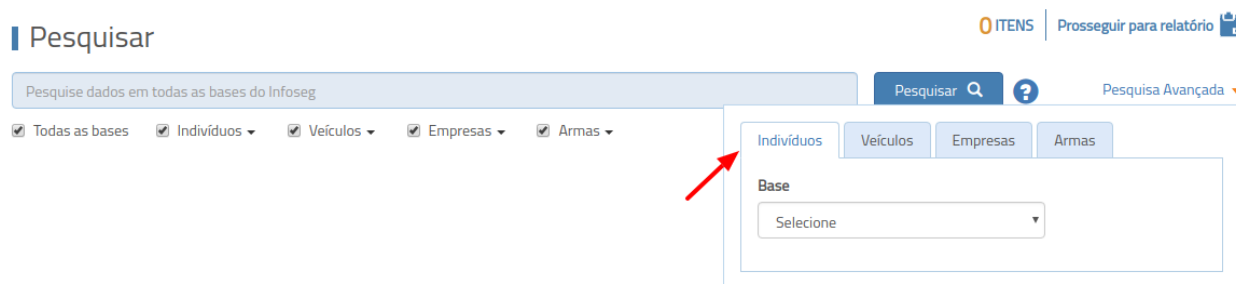 0 ITENS Prosseguir para relatório
Pesquisar
Pesquise dados em todas as bases do Infoseg Pesquisar ? Pesquisa Avançada
Todas as bases Indivíduos Veículos Empresas Armas
Indivíduos Veículos Empresas Armas
Base
Selecione